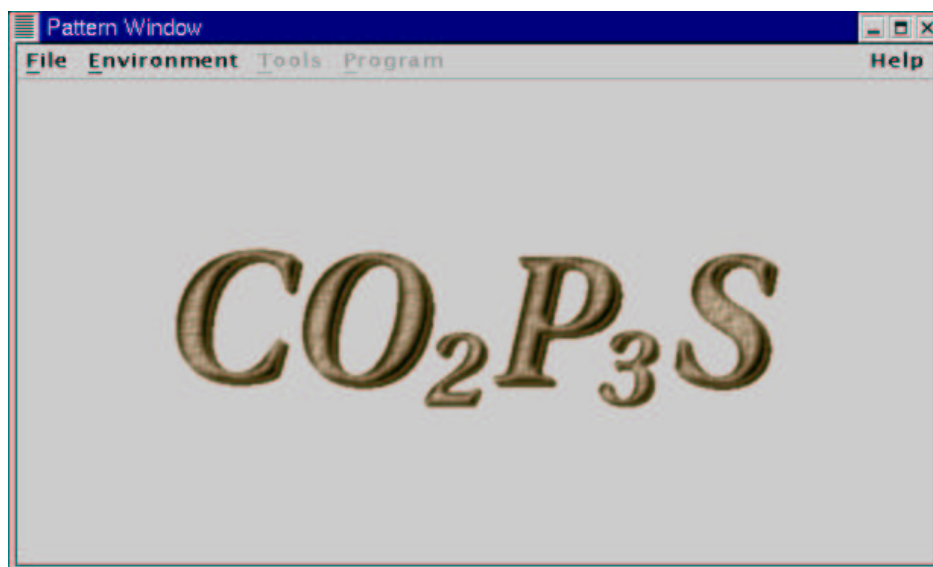 Pattern Window
File Environment Tools Program Help
CO₂P₃S